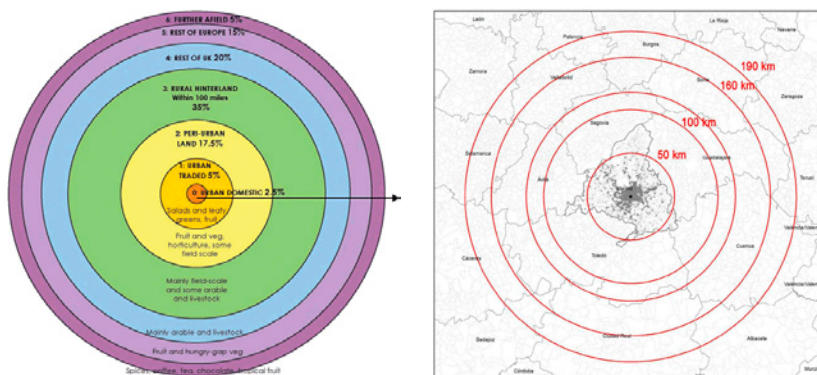 6: FURTHER AFIELD 5%
5: REST OF EUROPE 15%
4: REST OF UK 20%
3: RURAL HINTERLAND
Within 100 miles
35%
2: PERI-URBAN
LAND 17.5%
1: URBAN
TRADED 5%
0: URBAN DOMESTIC 2.5%
Salads and leafy
greens, fruit
Fruit and veg,
horticulture, some
field scale
Mainly field-scale
and some arable
and livestock
Mainly arable and livestock
Fruit and hungry-gap veg
Spices, coffee, tea, chocolate, tropical fruit
León
Palencia
Burgos
La Rioja
Navarra
190 km
Zamora
Valladolid
Soria
160 km
Zaragoza
100 km
Segovia
50 km
Salamanca
Guadalajara
Avila
Teruel
Cáceres
Toledo
Cuenca
Ciudad Real
Badajoz
Albacete
Córdoba